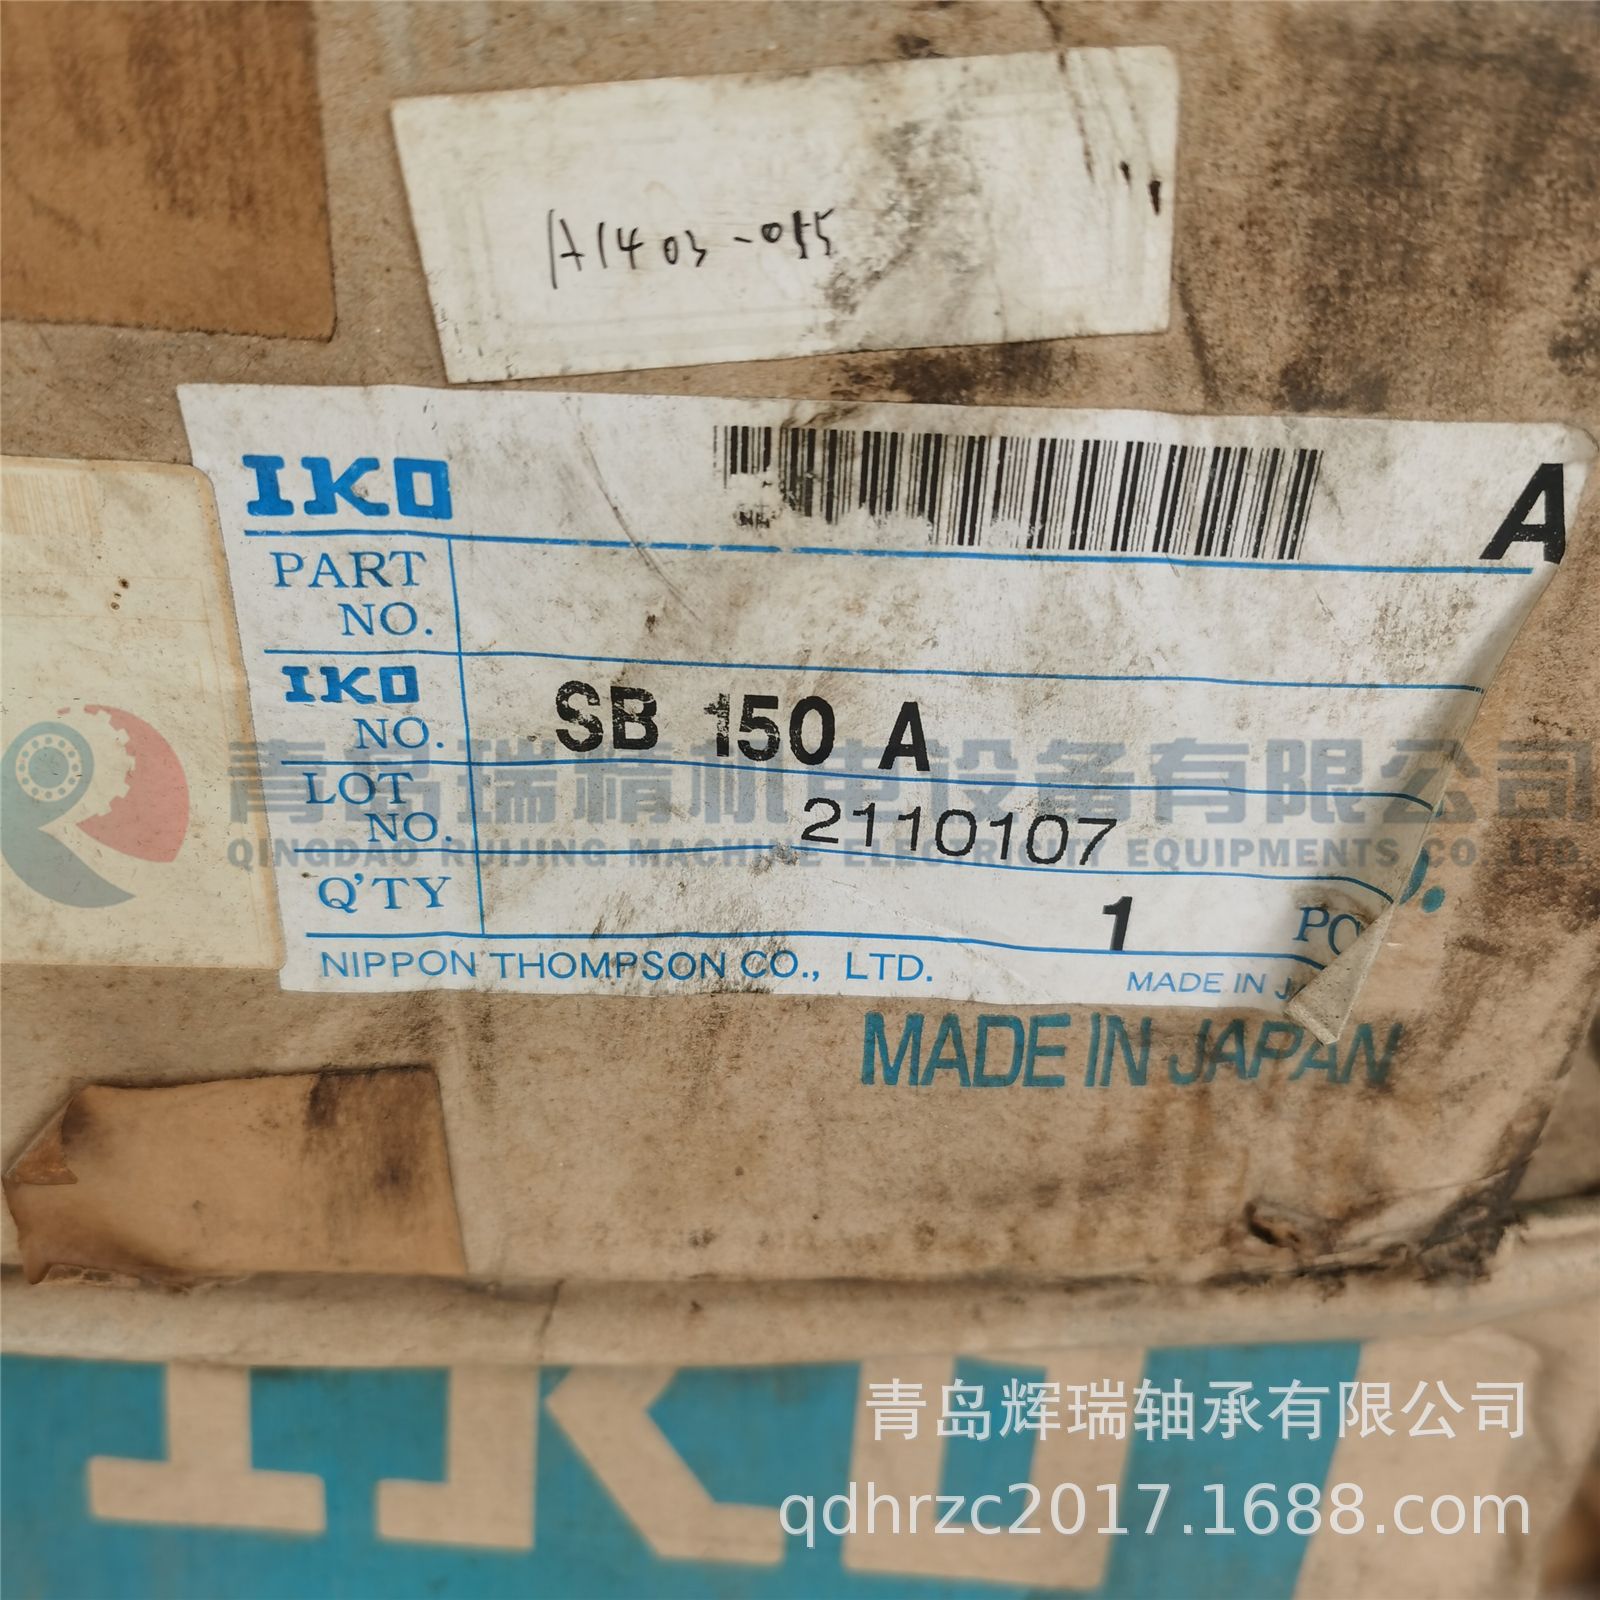 A1403-055
IKO
A
PART
NO.
IKO
NO.
SB 150 A
LOT
NO.
2110107
Q'TY
1
NIPPON THOMPSON CO., LTD.
MADE IN
MADE IN JAPAN
青岛瑞精机电设备有限公司
QINGDAO RUIJING MACHINE ELECTRICITY EQUIPMENTS CO.,LTD.
IKO
青岛辉瑞轴承有限公司
qdhrzc2017.1688.com